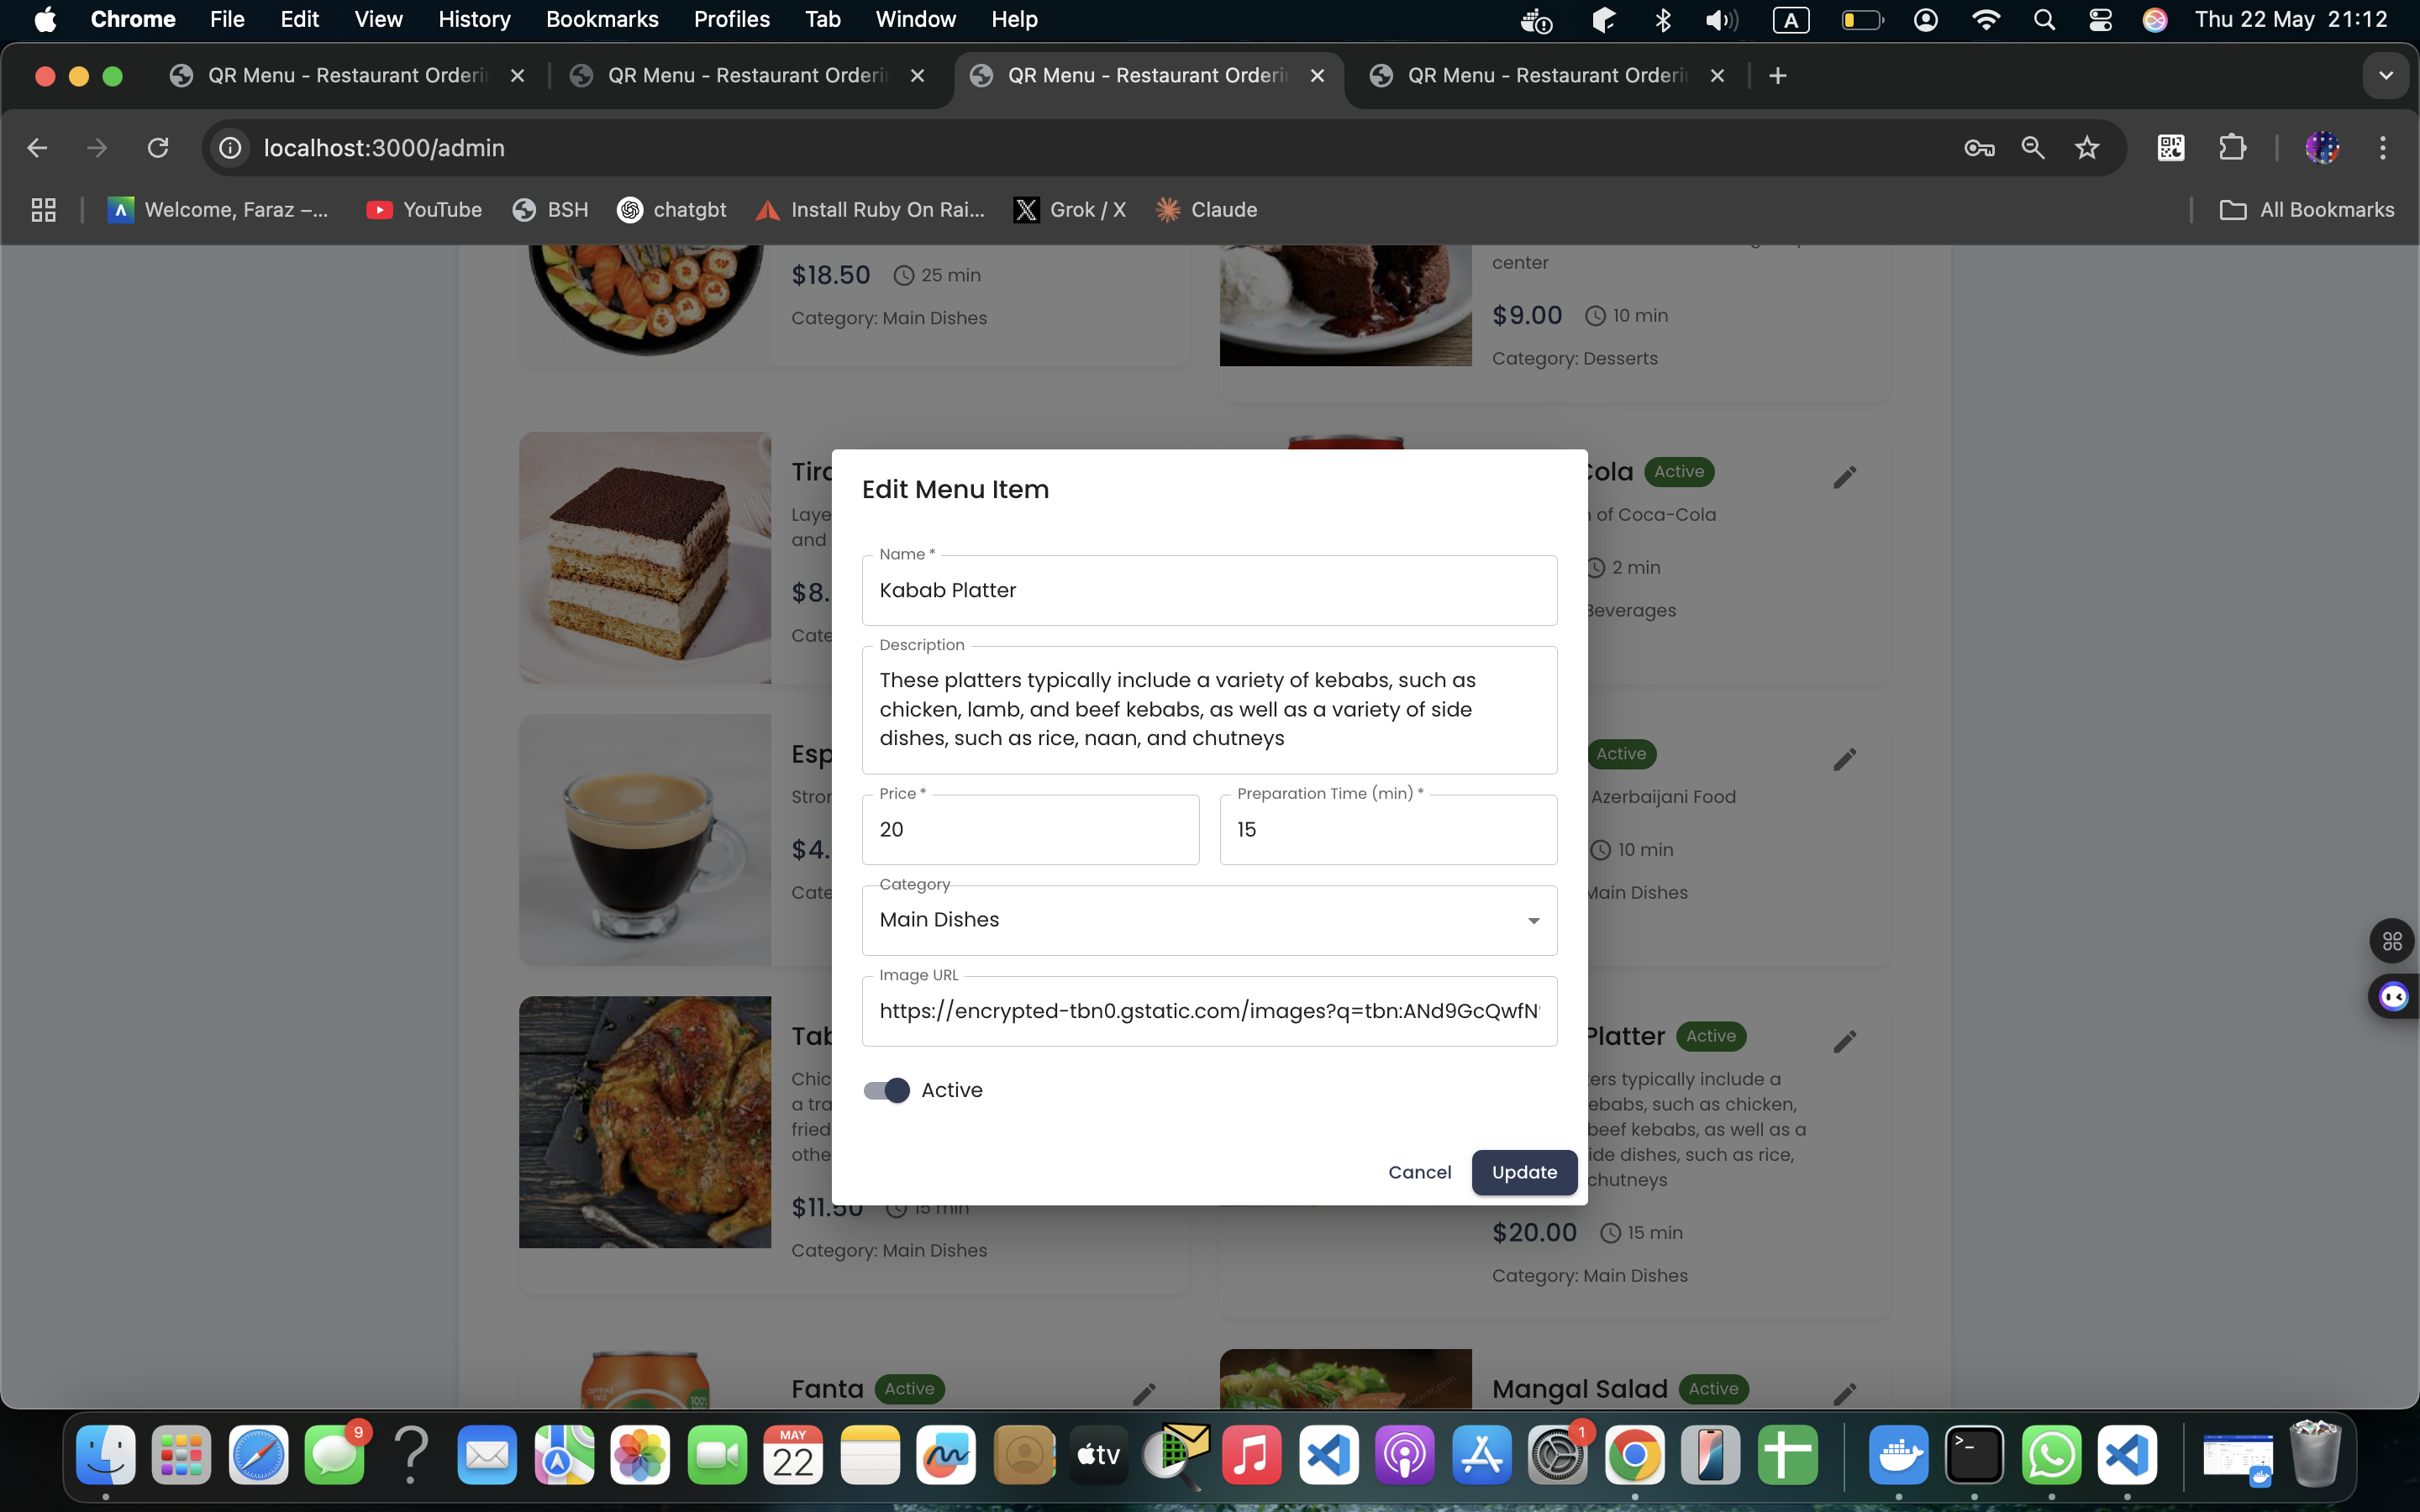 Chrome File Edit View History Bookmarks Profiles Tab Window Help A Thu 22 May 21:12
QR Menu - Restaurant Orderin QR Menu - Restaurant Orderin QR Menu - Restaurant Orderin QR Menu - Restaurant Orderin
localhost:3000/admin
Welcome, Faraz –... YouTube BSH chatgbt Install Ruby On Rai... Grok / X Claude All Bookmarks
$18.50 25 min
Category: Main Dishes
center
$9.00 10 min
Category: Desserts
Tira
Laye
and
$8.
Cate
Cola Active
n of Coca-Cola
2 min
Beverages
Esp
Stror
$4.
Cate
Active
Azerbaijani Food
10 min
Main Dishes
Tab
Chic
a tra
fried
othe
$11.50 15 min
Category: Main Dishes
Platter Active
ers typically include a
ebabs, such as chicken,
beef kebabs, as well as a
ide dishes, such as rice,
chutneys
$20.00 15 min
Category: Main Dishes
Fanta Active
Mangal Salad Active
Edit Menu Item
Name *
Kabab Platter
Description
These platters typically include a variety of kebabs, such as
chicken, lamb, and beef kebabs, as well as a variety of side
dishes, such as rice, naan, and chutneys
Price *
20
Preparation Time (min) *
15
Category
Main Dishes
Image URL
https://encrypted-tbn0.gstatic.com/images?q=tbn:ANd9GcQwfN
Active
Cancel Update
9 MAY 22 tv 1